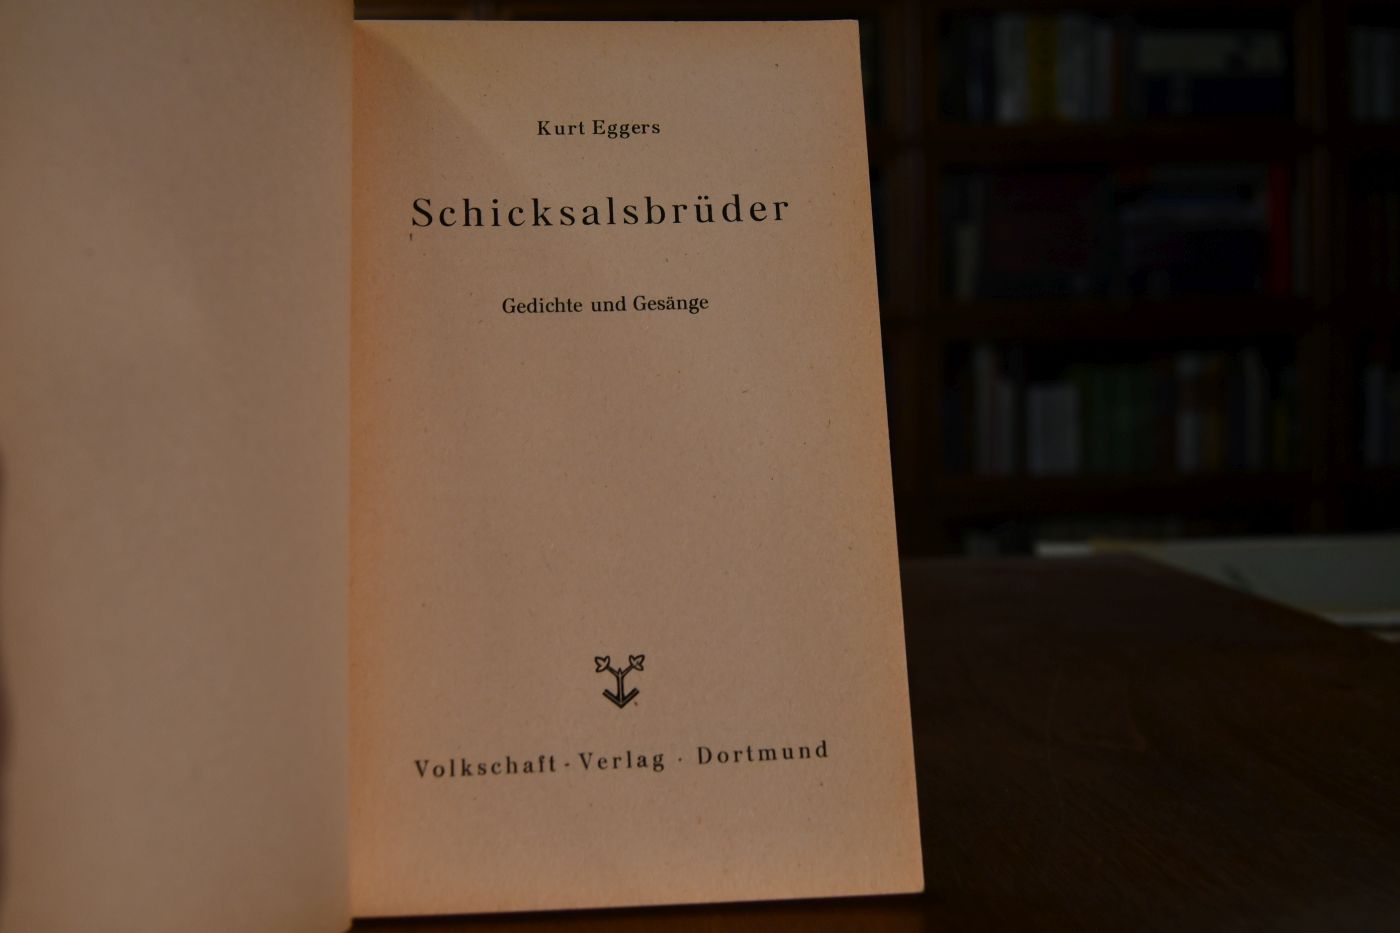 Kurt Eggers
Schicksalsbrüder
Gedichte und Gesänge
Volkschaft-Verlag · Dortmund